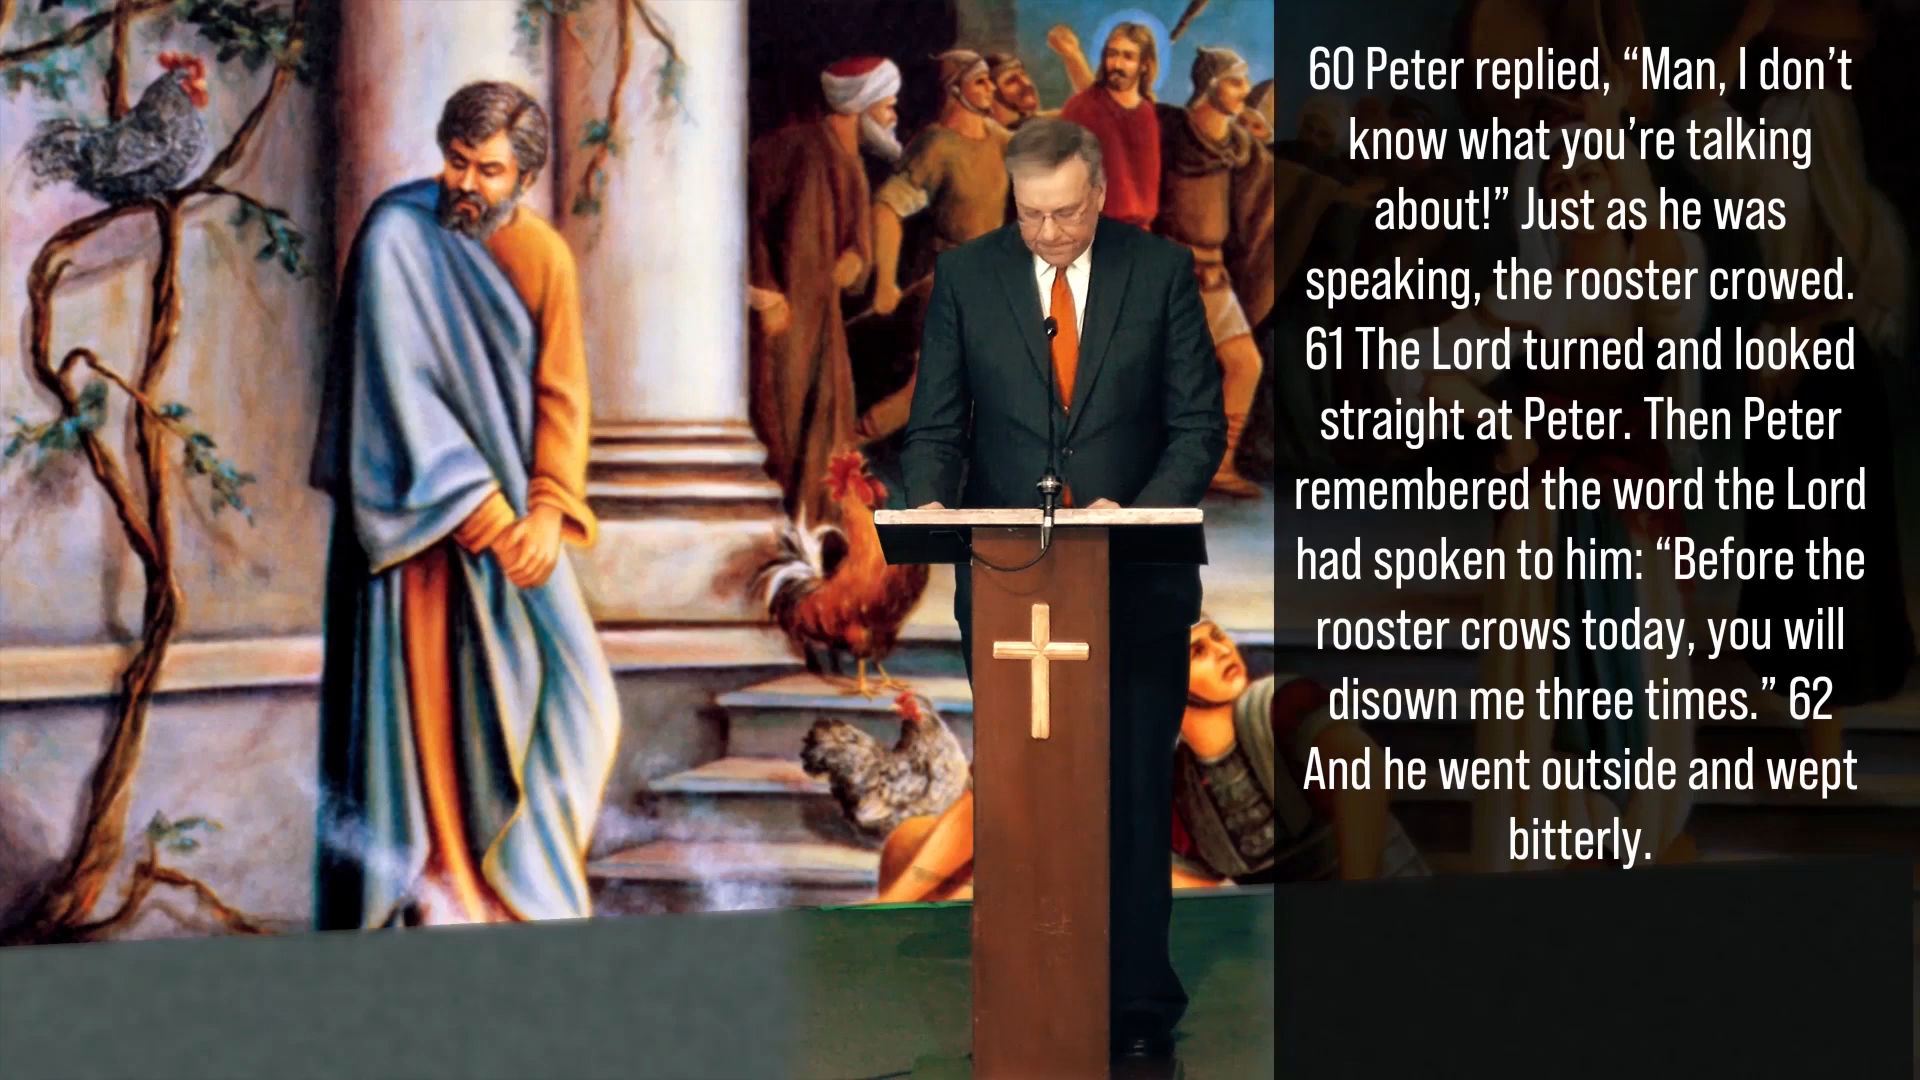 60 Peter replied, “Man, I don’t
know what you’re talking
about!” Just as he was
speaking, the rooster crowed.
61 The Lord turned and looked
straight at Peter. Then Peter
remembered the word the Lord
had spoken to him: “Before the
rooster crows today, you will
disown me three times.” 62
And he went outside and wept
bitterly.